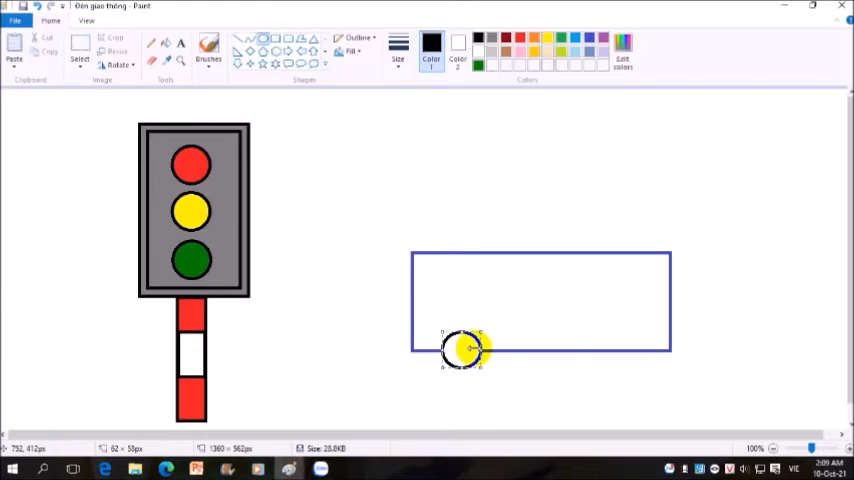 Đèn giao thông - Paint
File
Home
View
Cut
Copy
Paste
Crop
Resize
Rotate
Select
Brushes
Outline
Fill
Size
Color
1
Color
2
Edit
colors
Clipboard
Image
Tools
Shapes
Colors
752, 412px
62 × 58px
1360 × 562px
Size: 28.8KB
100%
VIE
2:09 AM
10-Oct-21